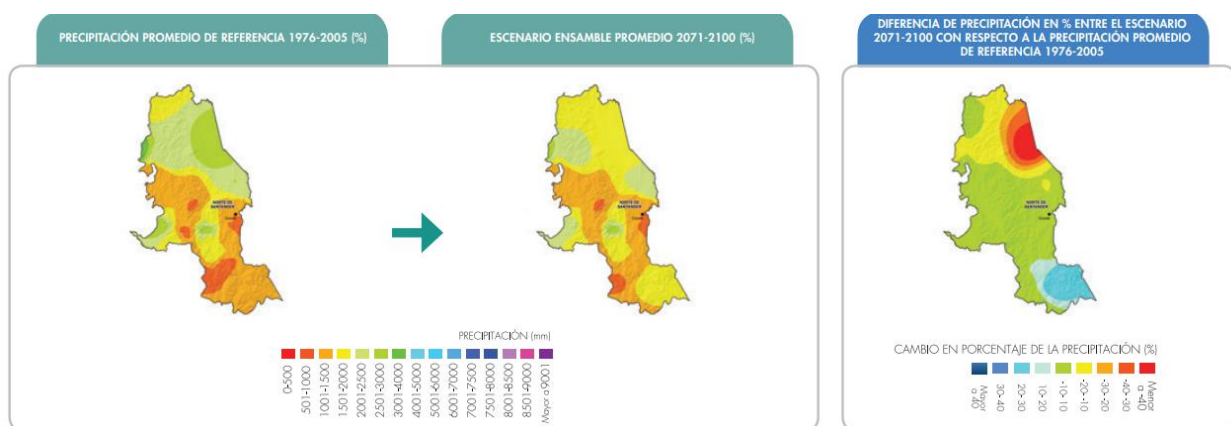 PRECIPITACIÓN PROMEDIO DE REFERENCIA 1976-2005 (%)
ESCENARIO ENSAMBLE PROMEDIO 2071-2100 (%)
DIFERENCIA DE PRECIPITACIÓN EN % ENTRE EL ESCENARIO
2071-2100 CON RESPECTO A LA PRECIPITACIÓN PROMEDIO
DE REFERENCIA 1976-2005
NORTE DE
SANTANDER
NORTE DE
SANTANDER
NORTE DE
SANTANDER
PRECIPITACIÓN (mm)
0-500
501-1000
1001-1500
1501-2000
2001-2500
2501-3000
3001-4000
4001-5000
5001-6000
6001-7000
7001-7500
7501-8000
8001-8500
8501-9000
Mayor a 9001
CAMBIO EN PORCENTAJE DE LA PRECIPITACIÓN (%)
Mayor
a 40
30-40
20-30
10-20
-10-10
-20-10
-30-20
-40-30
Menor
a -40